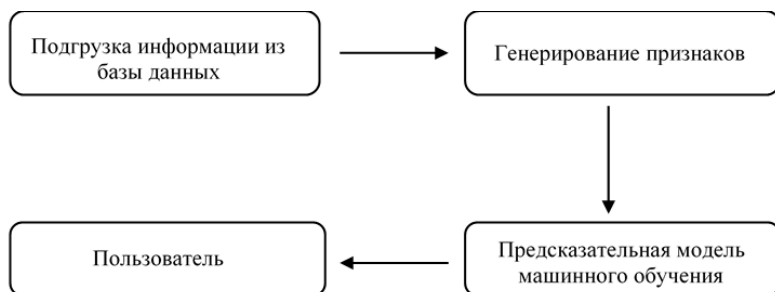 Подгрузка информации из
базы данных
Генерирование признаков
Предсказательная модель
машинного обучения
Пользователь